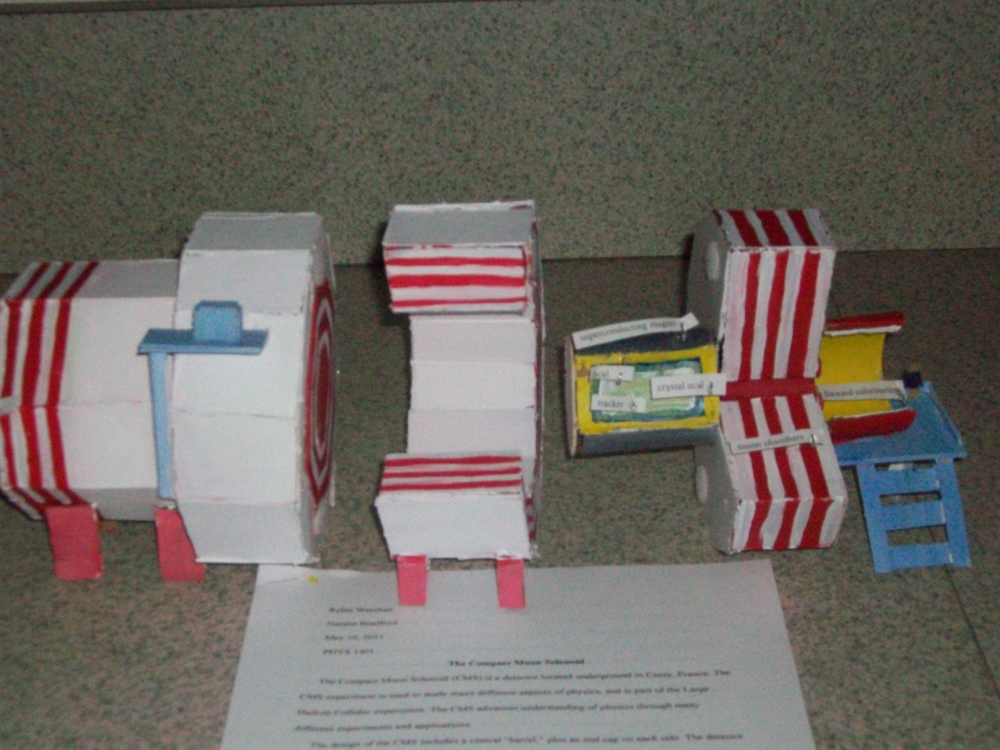 superconducting magnet
hcal
crystal ecal
tracker
forward calorimeter
muon chambers
Natalie Bradford
May 10, 2011
PHYS 1401
The Compact Muon Solenoid
The Compact Muon Solenoid (CMS) is a detector located underground in Cessy, France. The
CMS experiment is used to study many different aspects of physics, and is part of the Large
Hadron Collider experiment. The CMS advances understanding of physics through many
different experiments and applications.
The design of the CMS includes a central "barrel," plus an end cap on each side. The detector